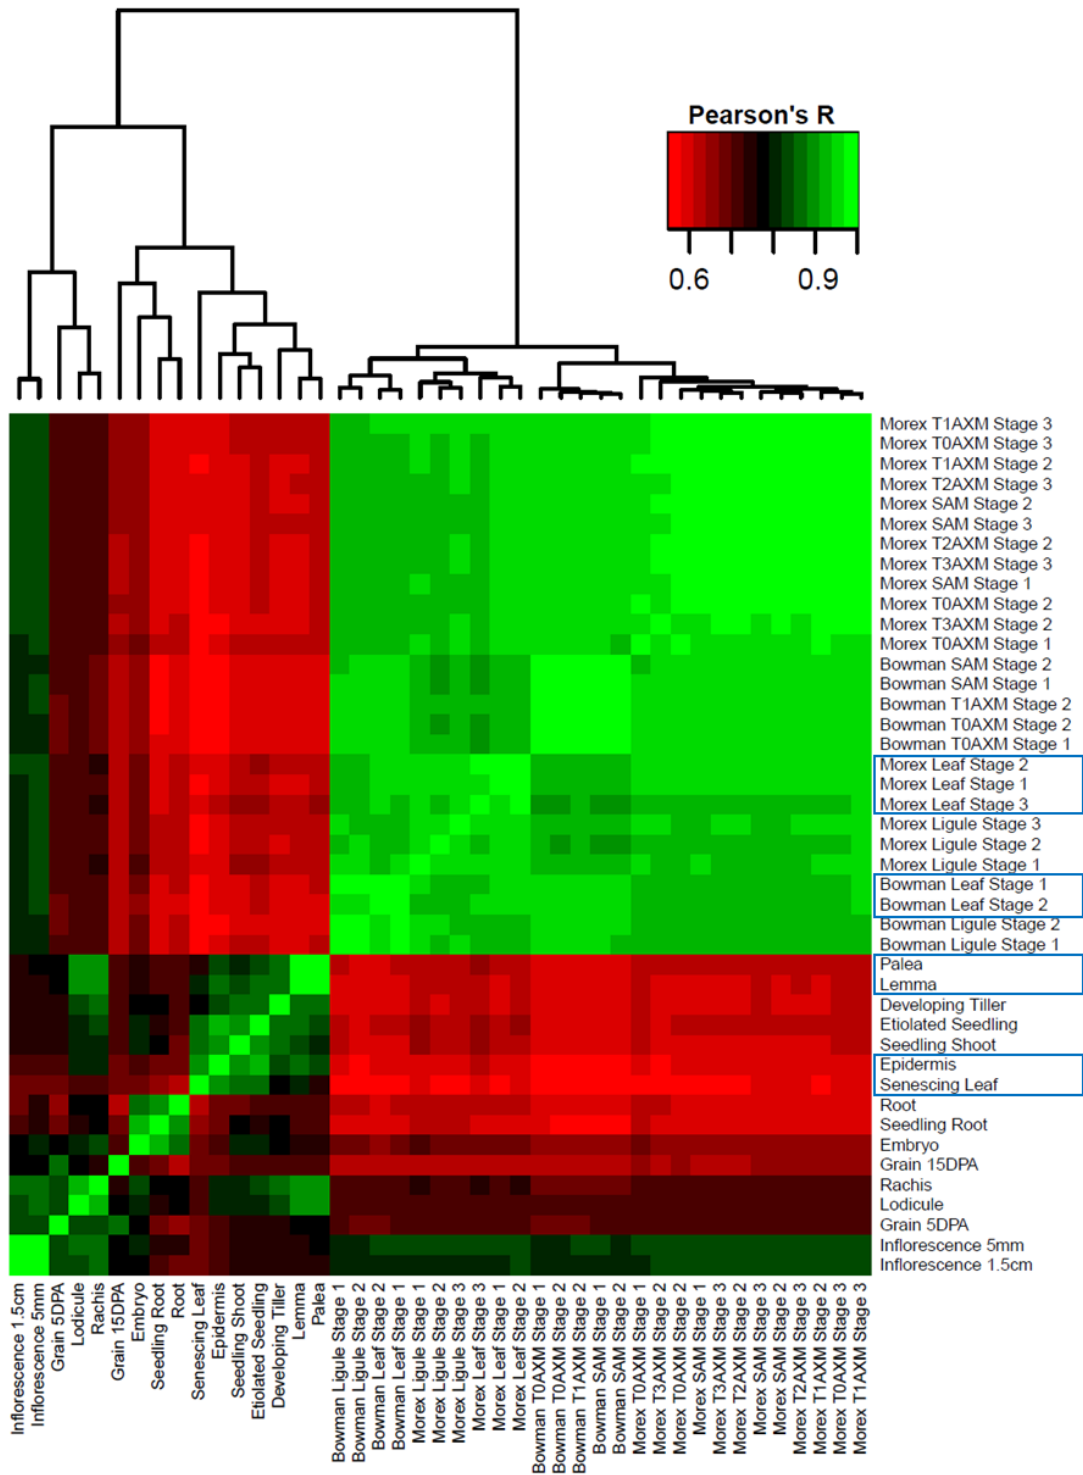 Pearson's R
0.6
0.9
Morex T1AXM Stage 3
Morex T0AXM Stage 3
Morex T1AXM Stage 2
Morex T2AXM Stage 3
Morex SAM Stage 2
Morex SAM Stage 3
Morex T2AXM Stage 2
Morex T3AXM Stage 3
Morex SAM Stage 1
Morex T0AXM Stage 2
Morex T3AXM Stage 2
Morex T0AXM Stage 1
Bowman SAM Stage 2
Bowman SAM Stage 1
Bowman T1AXM Stage 2
Bowman T0AXM Stage 2
Bowman T0AXM Stage 1
Morex Leaf Stage 2
Morex Leaf Stage 1
Morex Leaf Stage 3
Morex Ligule Stage 3
Morex Ligule Stage 2
Morex Ligule Stage 1
Bowman Leaf Stage 1
Bowman Leaf Stage 2
Bowman Ligule Stage 2
Bowman Ligule Stage 1
Palea
Lemma
Developing Tiller
Etiolated Seedling
Seedling Shoot
Epidermis
Senescing Leaf
Root
Seedling Root
Embryo
Grain 15DPA
Rachis
Lodicule
Grain 5DPA
Inflorescence 5mm
Inflorescence 1.5cm
Inflorescence 1.5cm
Inflorescence 5mm
Grain 5DPA
Lodicule
Rachis
Grain 15DPA
Embryo
Seedling Root
Root
Senescing Leaf
Epidermis
Seedling Shoot
Etiolated Seedling
Developing Tiller
Lemma
Palea
Bowman Ligule Stage 1
Bowman Ligule Stage 2
Bowman Leaf Stage 2
Bowman Leaf Stage 1
Morex Ligule Stage 1
Morex Ligule Stage 2
Morex Ligule Stage 3
Morex Leaf Stage 3
Morex Leaf Stage 1
Morex Leaf Stage 2
Bowman T0AXM Stage 1
Bowman T0AXM Stage 2
Bowman T1AXM Stage 2
Bowman SAM Stage 1
Bowman SAM Stage 2
Morex T0AXM Stage 1
Morex T3AXM Stage 2
Morex T0AXM Stage 2
Morex SAM Stage 1
Morex T3AXM Stage 3
Morex T2AXM Stage 2
Morex SAM Stage 3
Morex SAM Stage 2
Morex T2AXM Stage 3
Morex T1AXM Stage 2
Morex T0AXM Stage 3
Morex T1AXM Stage 3